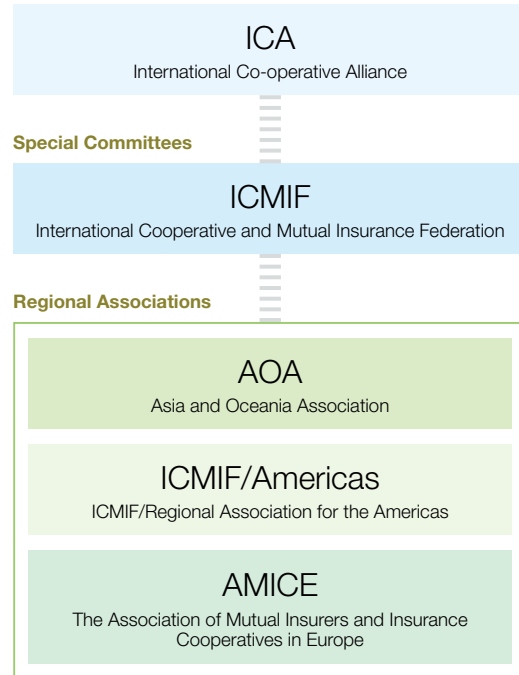 ICA
International Co-operative Alliance
Special Committees
ICMIF
International Cooperative and Mutual Insurance Federation
Regional Associations
AOA
Asia and Oceania Association
ICMIF/Americas
ICMIF/Regional Association for the Americas
AMICE
The Association of Mutual Insurers and Insurance
Cooperatives in Europe